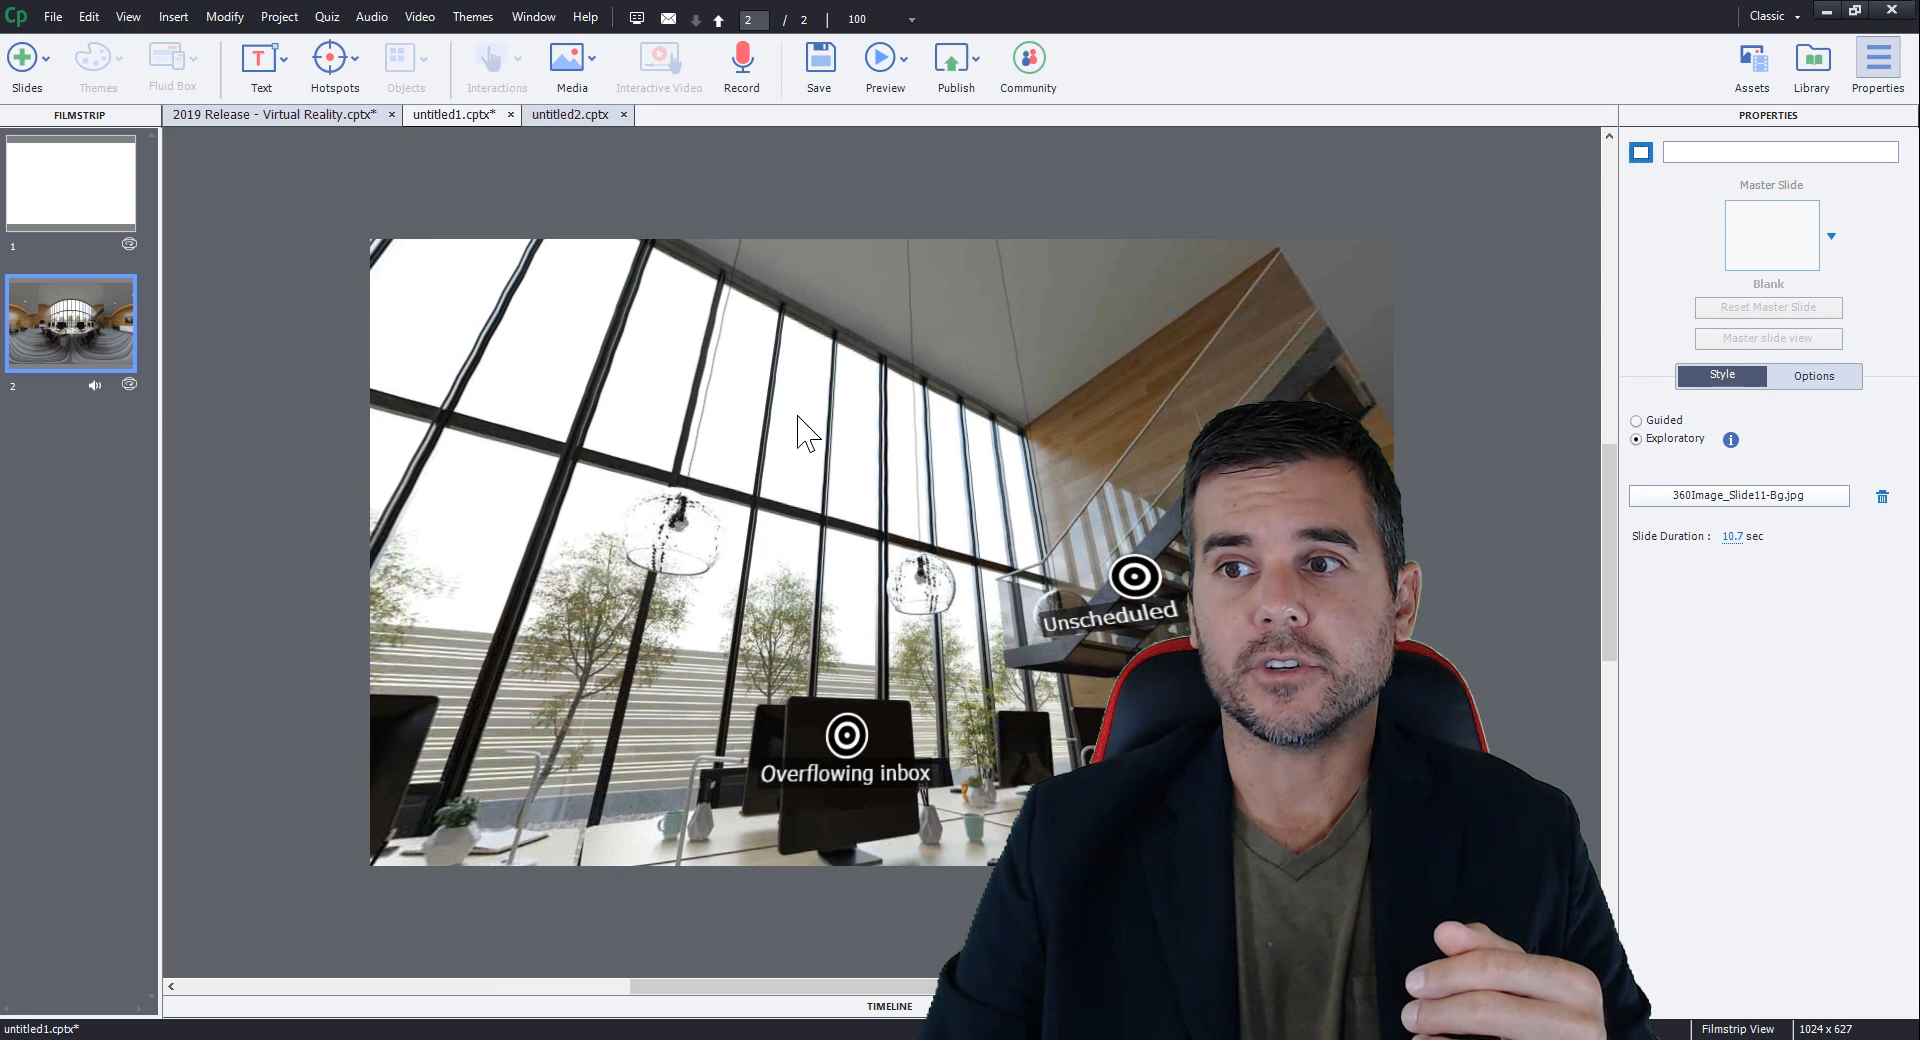 Cp File Edit View Insert Modify Project Quiz Audio Video Themes Window Help 2 / 2 100 Classic
Slides Themes Fluid Box Text Hotspots Objects Interactions Media Interactive Video Record Save Preview Publish Community Assets Library Properties
FILMSTRIP
2019 Release - Virtual Reality.cptx* untitled1.cptx* untitled2.cptx
PROPERTIES
Master Slide
1
Blank
Reset Master Slide
Master slide view
Style Options
2
Guided
Exploratory
360Image_Slide11-Bg.jpg
Slide Duration : 10.7 sec
Unscheduled
Overflowing inbox
TIMELINE
untitled1.cptx* Filmstrip View 1024 x 627